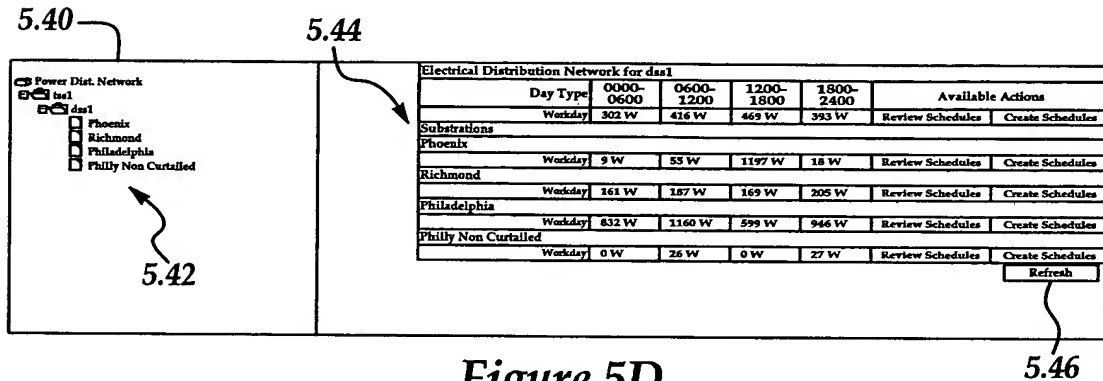 5.40
5.44
Power Dist. Network
tss1
dss1
Phoenix
Richmond
Philadelphia
Philly Non Curtailed
5.42
Electrical Distribution Network for dss1
Day Type 0000-0600 0600-1200 1200-1800 1800-2400 Available Actions
Workday 302 W 416 W 469 W 393 W Review Schedules Create Schedules
Substrations
Phoenix
Workday 9 W 53 W 1197 W 18 W Review Schedules Create Schedules
Richmond
Workday 161 W 187 W 169 W 205 W Review Schedules Create Schedules
Philadelphia
Workday 832 W 1160 W 599 W 946 W Review Schedules Create Schedules
Philly Non Curtailed
Workday 0 W 26 W 0 W 27 W Review Schedules Create Schedules
Refresh
5.46
Figure 5D